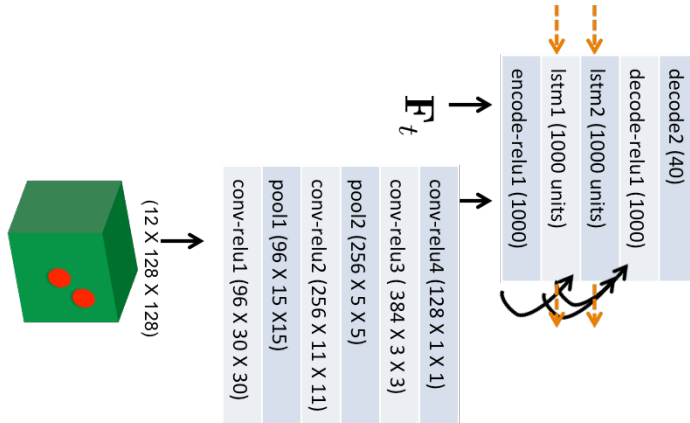 (12 X 128 X 128)
conv-relu1 (96 X 30 X 30)
pool1 (96 X 15 X15)
conv-relu2 (256 X 11 X 11)
pool2 (256 X 5 X 5)
conv-relu3 ( 384 X 3 X 3)
conv-relu4 (128 X 1 X 1)
F_t
encode-relu1 (1000)
lstm1 (1000 units)
lstm2 (1000 units)
decode-relu1 (1000)
decode2 (40)